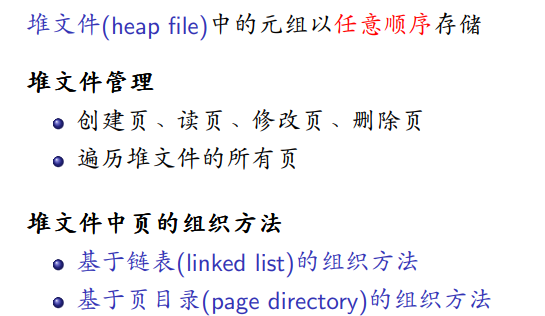 堆文件(heap file)中的元组以任意顺序存储
堆文件管理
创建页、读页、修改页、删除页
遍历堆文件的所有页
堆文件中页的组织方法
基于链表(linked list)的组织方法
基于页目录(page directory)的组织方法